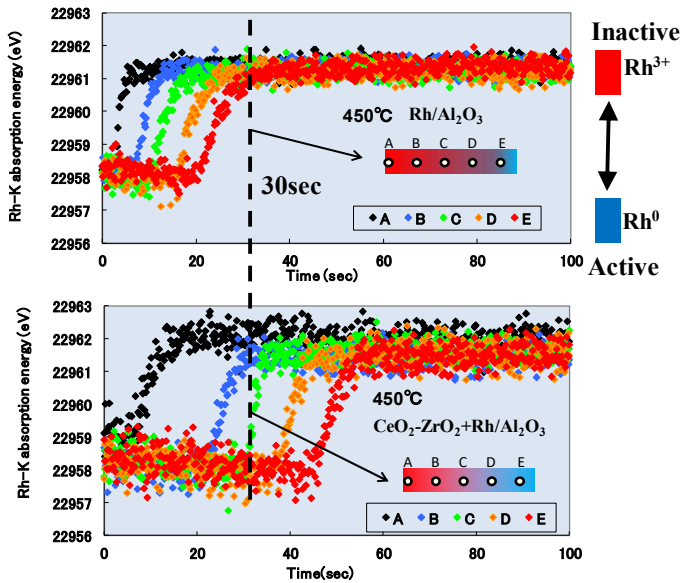 Rh−K absorption energy (eV)
22963
22962
22961
22960
22959
22958
22957
22956
450℃ Rh/Al₂O₃
A B C D E
30sec
A B C D E
0 20 40 60 80 100
Time (sec)
Inactive
Rh³⁺
Rh⁰
Active
Rh−K absorption energy (eV)
22963
22962
22961
22960
22959
22958
22957
22956
450℃
CeO₂-ZrO₂+Rh/Al₂O₃
A B C D E
A B C D E
0 20 40 60 80 100
Time(sec)